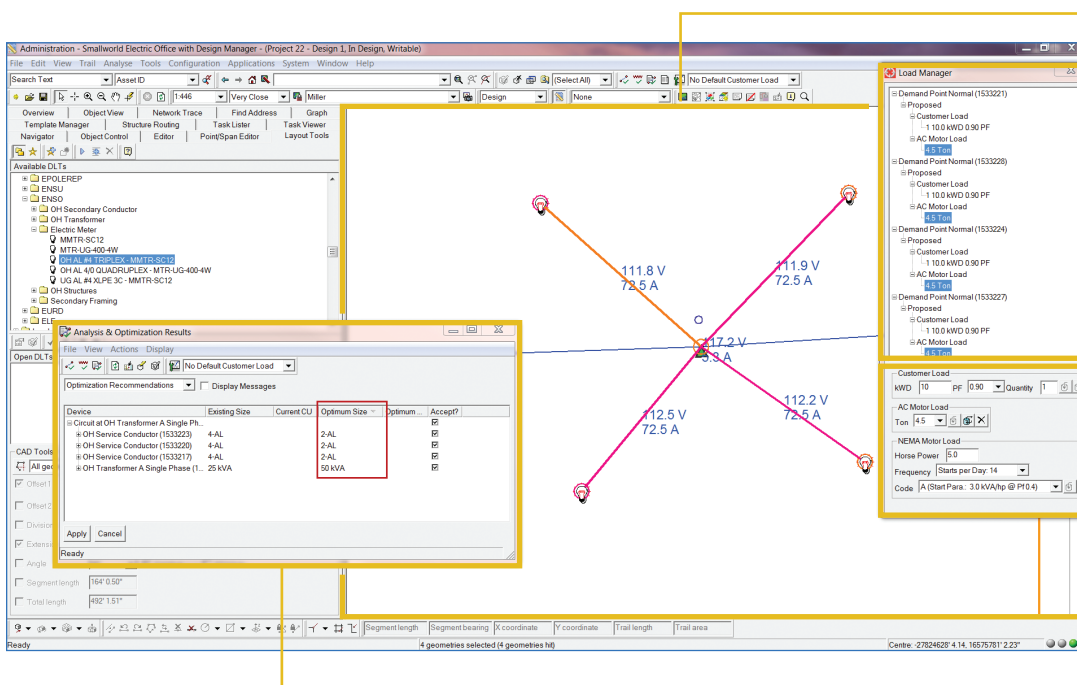 Administration - Smallworld Electric Office with Design Manager - (Project 22 - Design 1, In Design, Writable)
File Edit View Trail Analyse Tools Configuration Applications System Window Help
Search Text Asset ID (Select All) No Default Customer Load
1:446 Very Close Miller Design None
Overview Object View Network Trace Find Address Graph
Template Manager Structure Routing Task Lister Task Viewer
Navigator Object Control Editor Point/Span Editor Layout Tools
Available DLTs
EPOLEREP
ENSU
ENSO
OH Secondary Conductor
OH Transformer
Electric Meter
MMTR-SC12
MTR-UG-400-4W
OH AL #4 TRIPLEX - MMTR-SC12
OH AL 4/0 QUADRUPLEX - MTR-UG-400-4W
UG AL #4 XLPE 3C - MMTR-SC12
OH Structures
Secondary Framing
EURD
Open DLTs
CAD Tools
All geo
Offset 1
Offset 2
Division
Extensi
Angle
Segment length 164' 0.50"
Total length 492' 1.51"
Analysis & Optimization Results
File View Actions Display
No Default Customer Load
Optimization Recommendations Display Messages
Device Existing Size Current CU Optimum Size Optimum ... Accept?
Circuit at OH Transformer A Single Ph...
OH Service Conductor (1533223) 4-AL 2-AL
OH Service Conductor (1533220) 4-AL 2-AL
OH Service Conductor (1533217) 4-AL 2-AL
OH Transformer A Single Phase (1... 25 kVA 50 kVA
Apply Cancel
Ready
111.8 V
72.5 A
111.9 V
72.5 A
117.2 V
112.5 V
72.5 A
112.2 V
72.5 A
Load Manager
Demand Point Normal (1533221)
Proposed
Customer Load
1 10.0 kWD 0.90 PF
AC Motor Load
4.5 Ton
Demand Point Normal (1533228)
Proposed
Customer Load
1 10.0 kWD 0.90 PF
AC Motor Load
4.5 Ton
Demand Point Normal (1533224)
Proposed
Customer Load
1 10.0 kWD 0.90 PF
AC Motor Load
4.5 Ton
Demand Point Normal (1533227)
Proposed
Customer Load
1 10.0 kWD 0.90 PF
AC Motor Load
4.5 Ton
Customer Load
kWD 10 PF 0.90 Quantity 1
AC Motor Load
Ton 4.5
NEMA Motor Load
Horse Power 5.0
Frequency Starts per Day: 14
Code A (Start Para.: 3.0 kVA/hp @ Pf 0.4)
Segment length Segment bearing X coordinate Y coordinate Trail length Trail area
Ready 4 geometries selected (4 geometries hit) Centre: -27824628' 4.14, 16575781' 2.23"